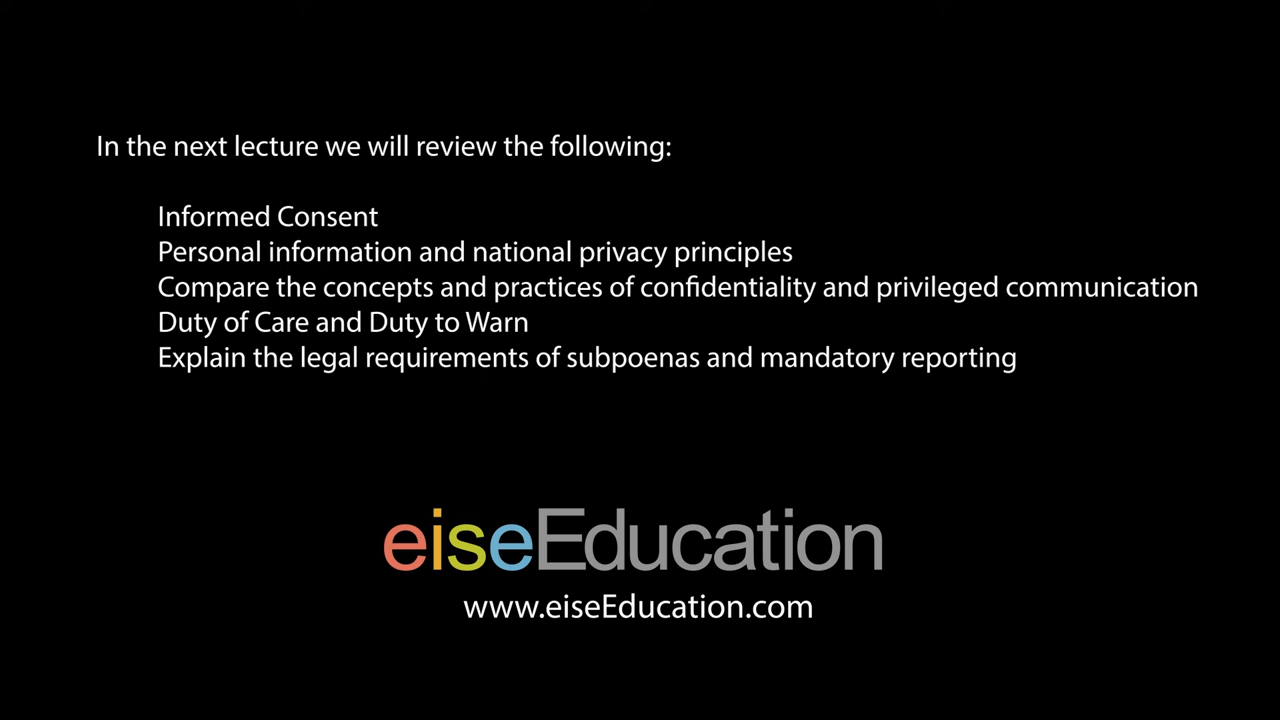 In the next lecture we will review the following:
Informed Consent
Personal information and national privacy principles
Compare the concepts and practices of confidentiality and privileged communication
Duty of Care and Duty to Warn
Explain the legal requirements of subpoenas and mandatory reporting
eiseEducation
www.eiseEducation.com